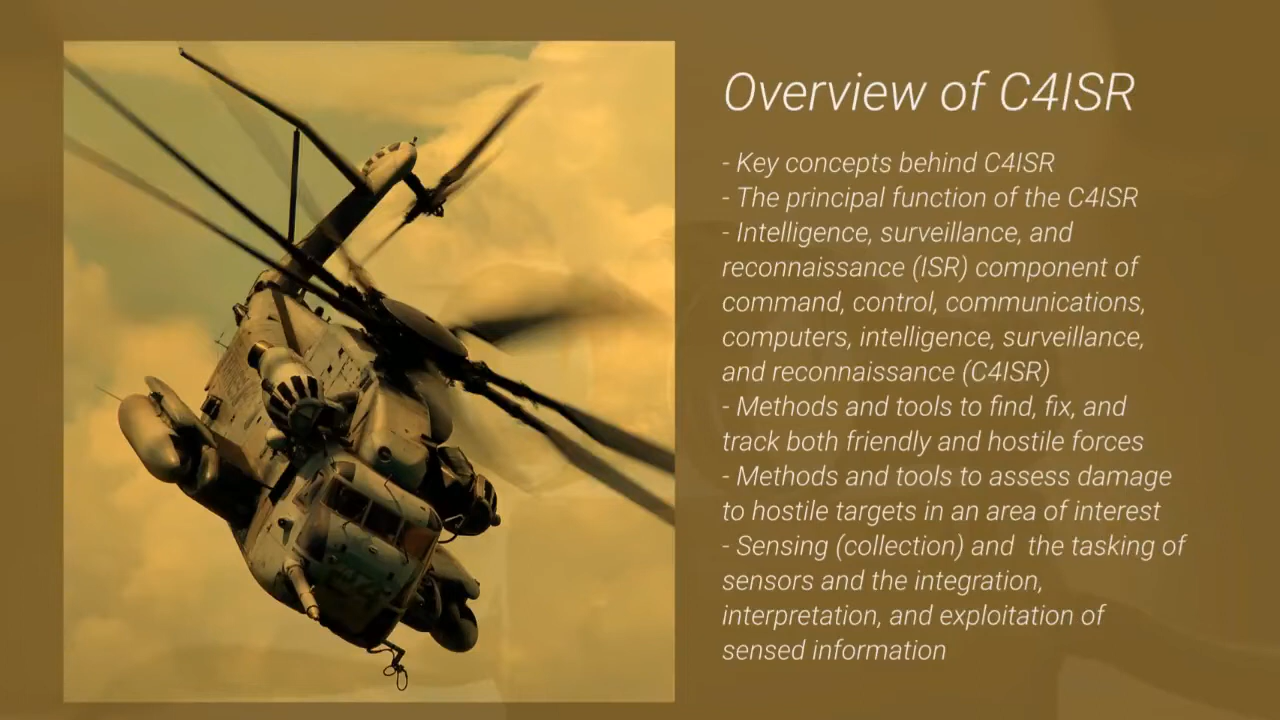 Overview of C4ISR
- Key concepts behind C4ISR
- The principal function of the C4ISR
- Intelligence, surveillance, and
reconnaissance (ISR) component of
command, control, communications,
computers, intelligence, surveillance,
and reconnaissance (C4ISR)
- Methods and tools to find, fix, and
track both friendly and hostile forces
- Methods and tools to assess damage
to hostile targets in an area of interest
- Sensing (collection) and  the tasking of
sensors and the integration,
interpretation, and exploitation of
sensed information